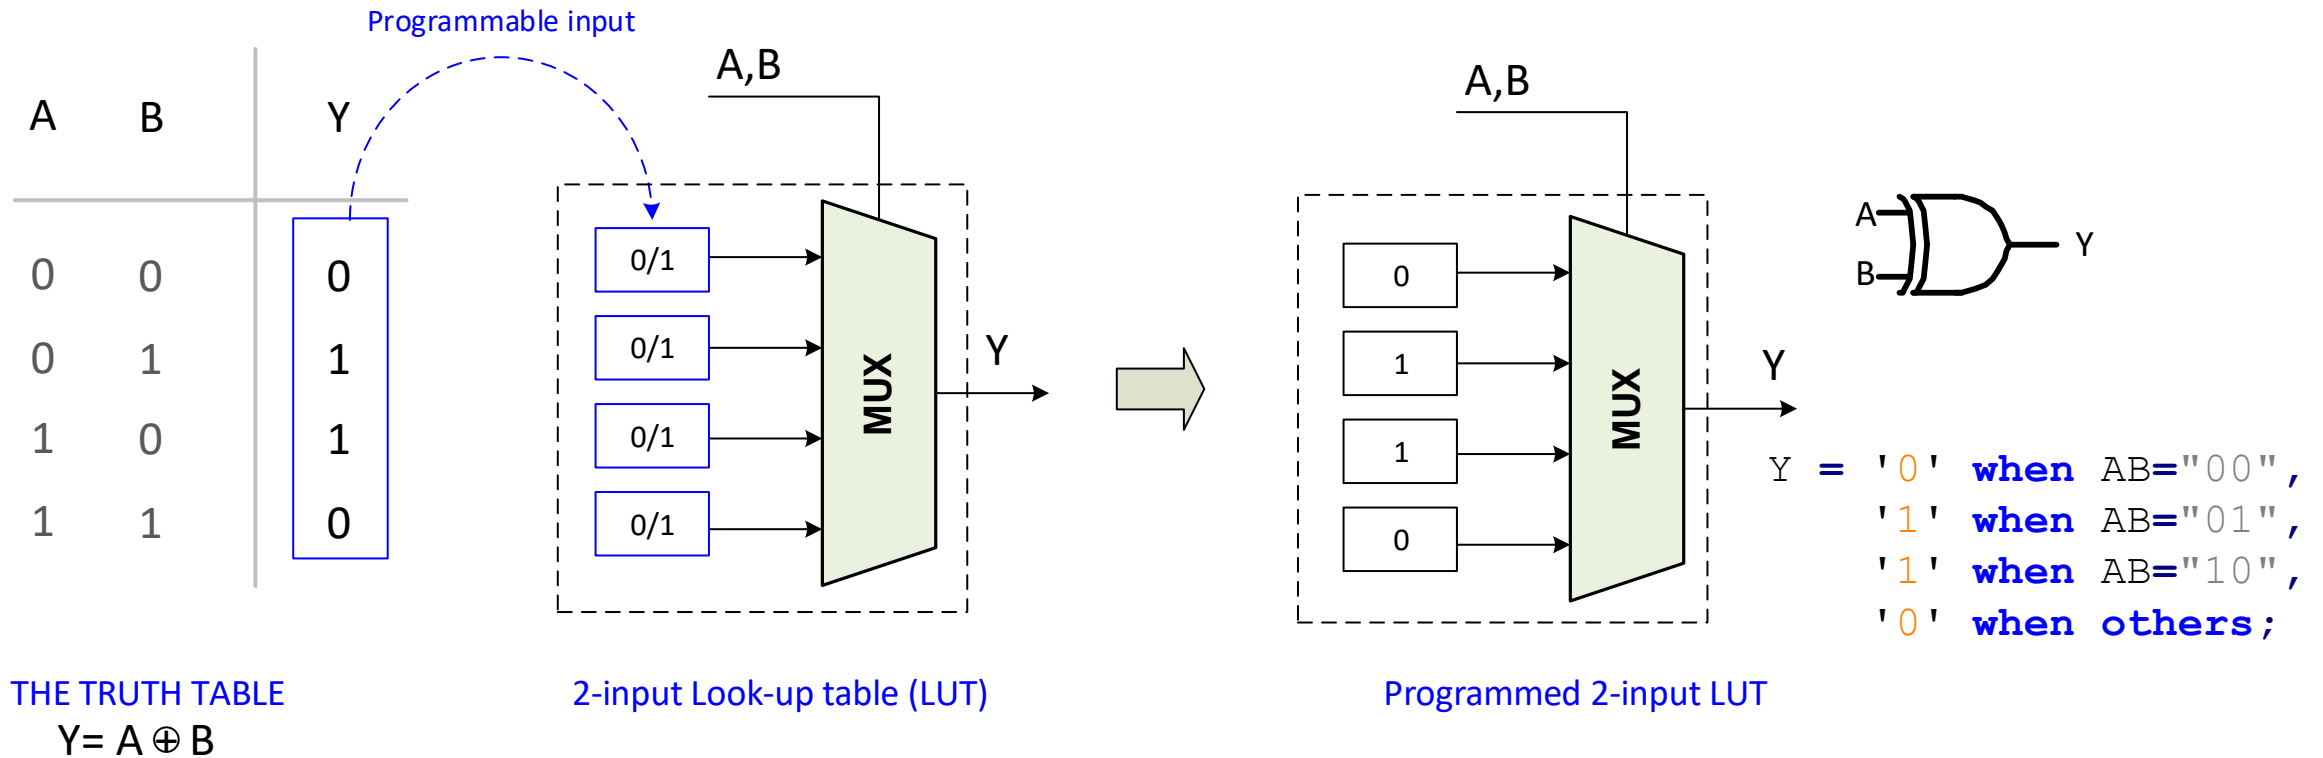 Programmable input
A B Y
0 0 0
0 1 1
1 0 1
1 1 0
THE TRUTH TABLE
Y= A ⊕ B
A,B
0/1
0/1
0/1
0/1
MUX
Y
2-input Look-up table (LUT)
A,B
0
1
1
0
MUX
Y
Programmed 2-input LUT
A
B
Y
Y = '0' when AB="00",
'1' when AB="01",
'1' when AB="10",
'0' when others;